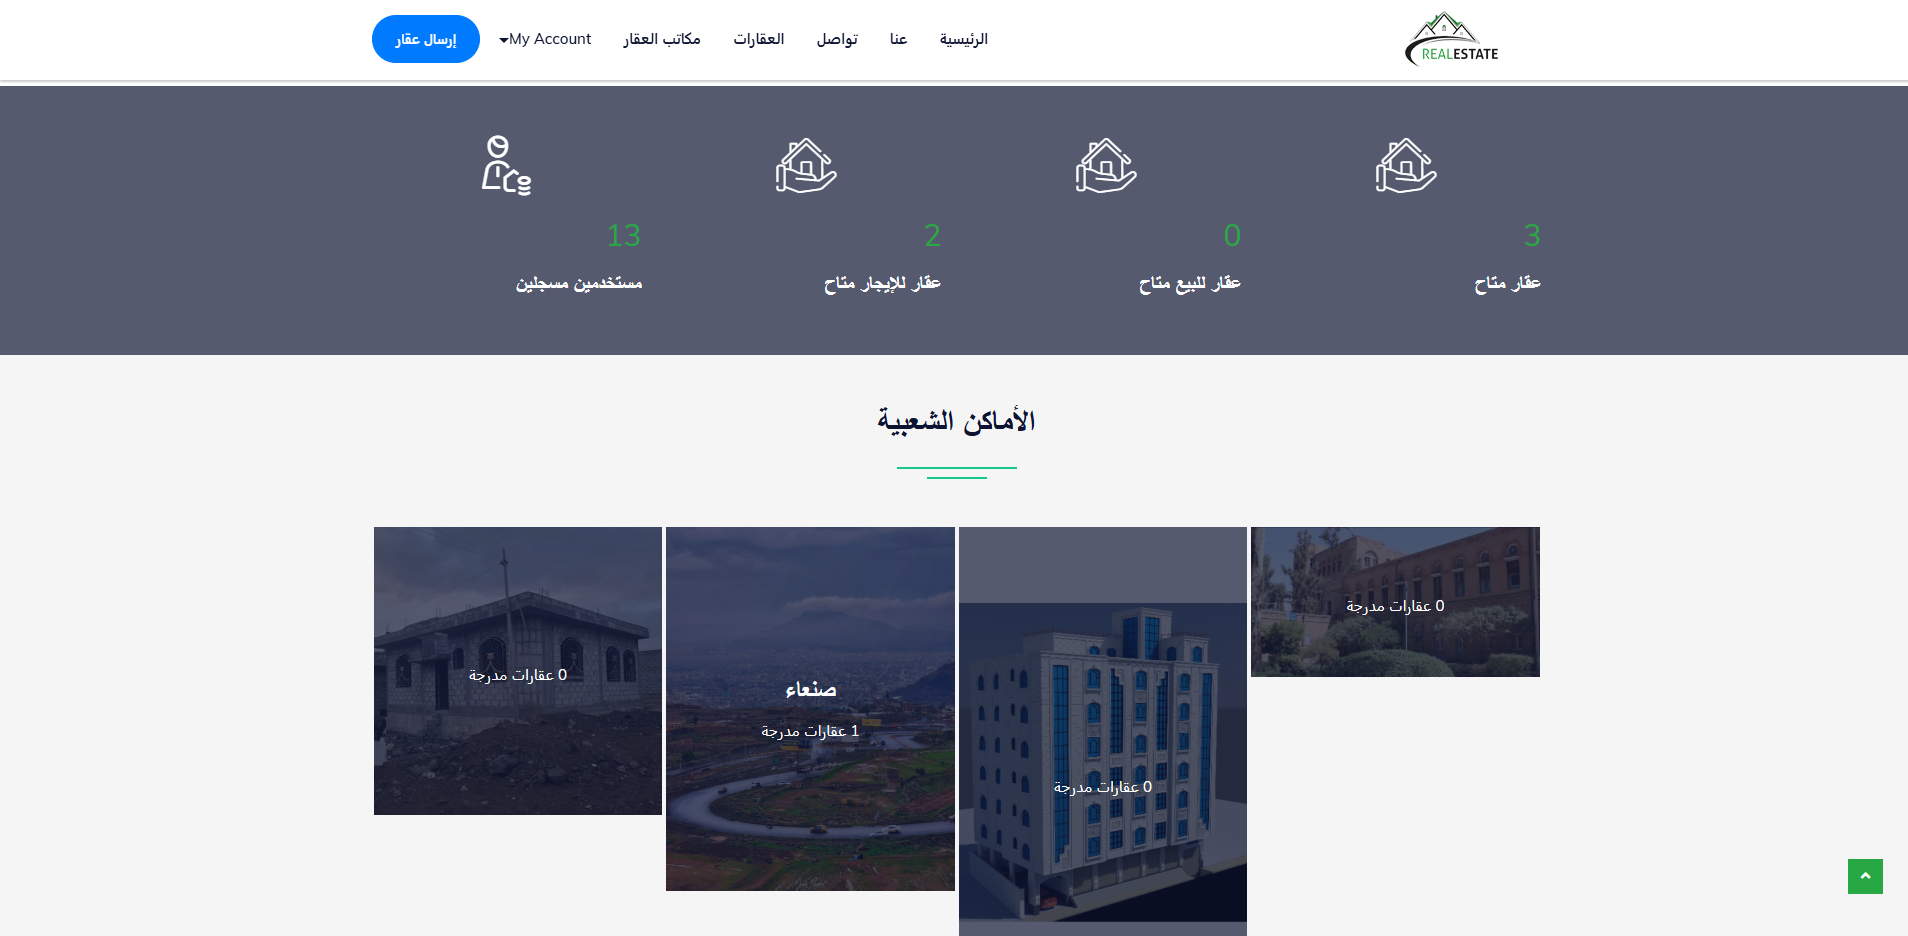 REALESTATE
الرئيسية
عنا
تواصل
العقارات
مكاتب العقار
My Account
إرسال عقار
3
عقار متاح
0
عقار للبيع متاح
2
عقار للإيجار متاح
13
مستخدمين مسجلين
الأماكن الشعبية
0 عقارات مدرجة
0 عقارات مدرجة
صنعاء
1 عقارات مدرجة
0 عقارات مدرجة